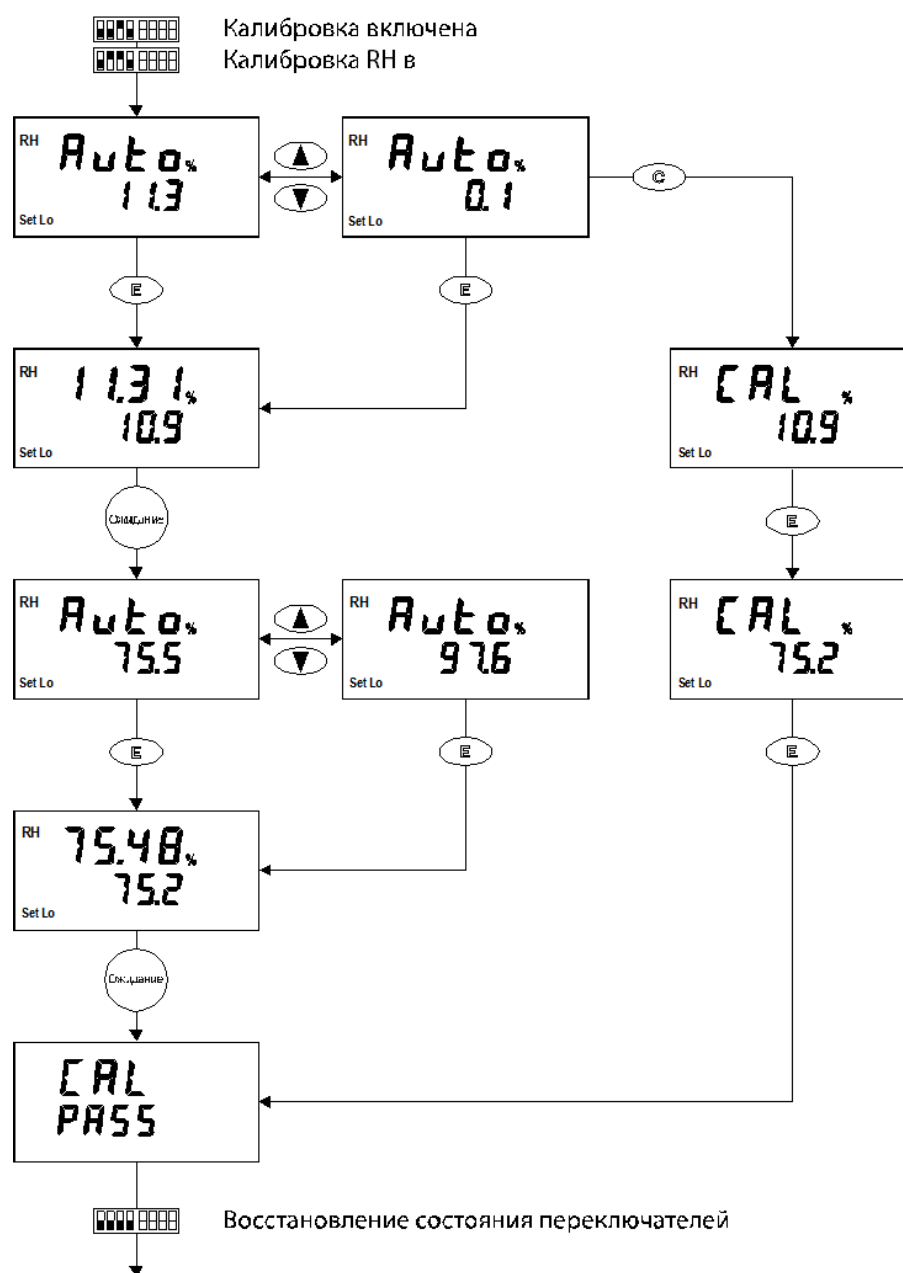 Калибровка включена
Калибровка RH в
RH Auto %
11.3
Set Lo
RH Auto %
0.1
Set Lo
C
E
E
RH 11.31 %
10.9
Set Lo
RH CAL %
10.9
Set Lo
Ожидание
E
RH Auto %
75.5
Set Lo
RH Auto %
97.6
Set Lo
RH CAL %
75.2
Set Lo
E
E
E
RH 75.48 %
75.2
Set Lo
Ожидание
CAL
PASS
Восстановление состояния переключателей